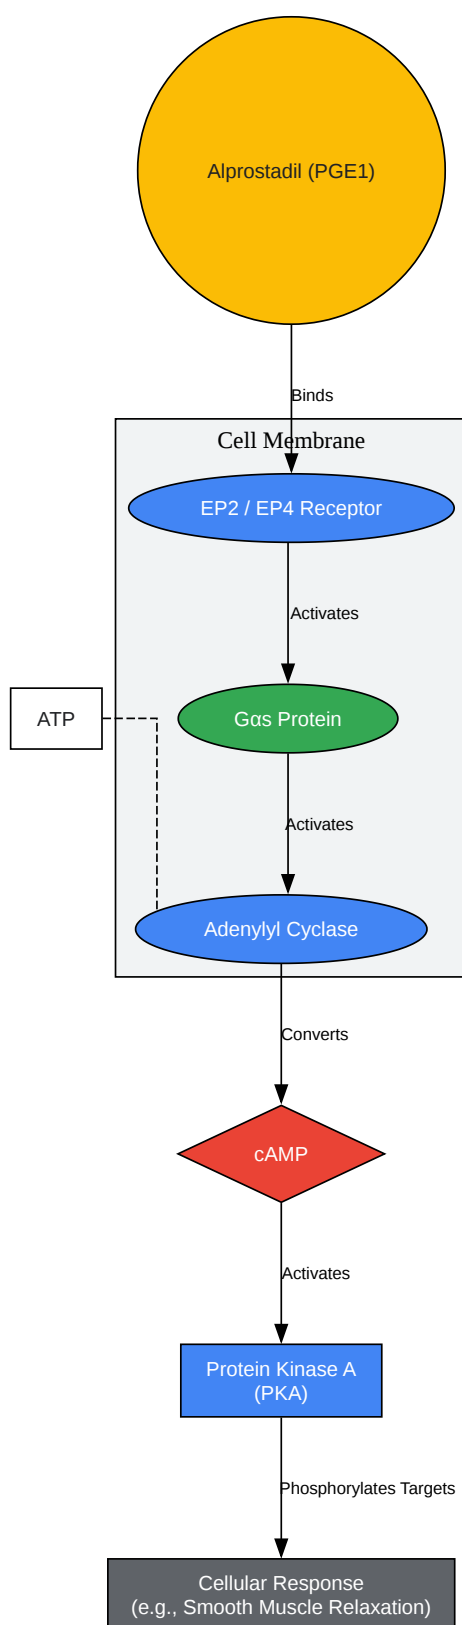 Alprostadil (PGE1)
Binds
Cell Membrane
EP2 / EP4 Receptor
Activates
ATP
Gαs Protein
Activates
Adenylyl Cyclase
Converts
cAMP
Activates
Protein Kinase A
(PKA)
Phosphorylates Targets
Cellular Response
(e.g., Smooth Muscle Relaxation)